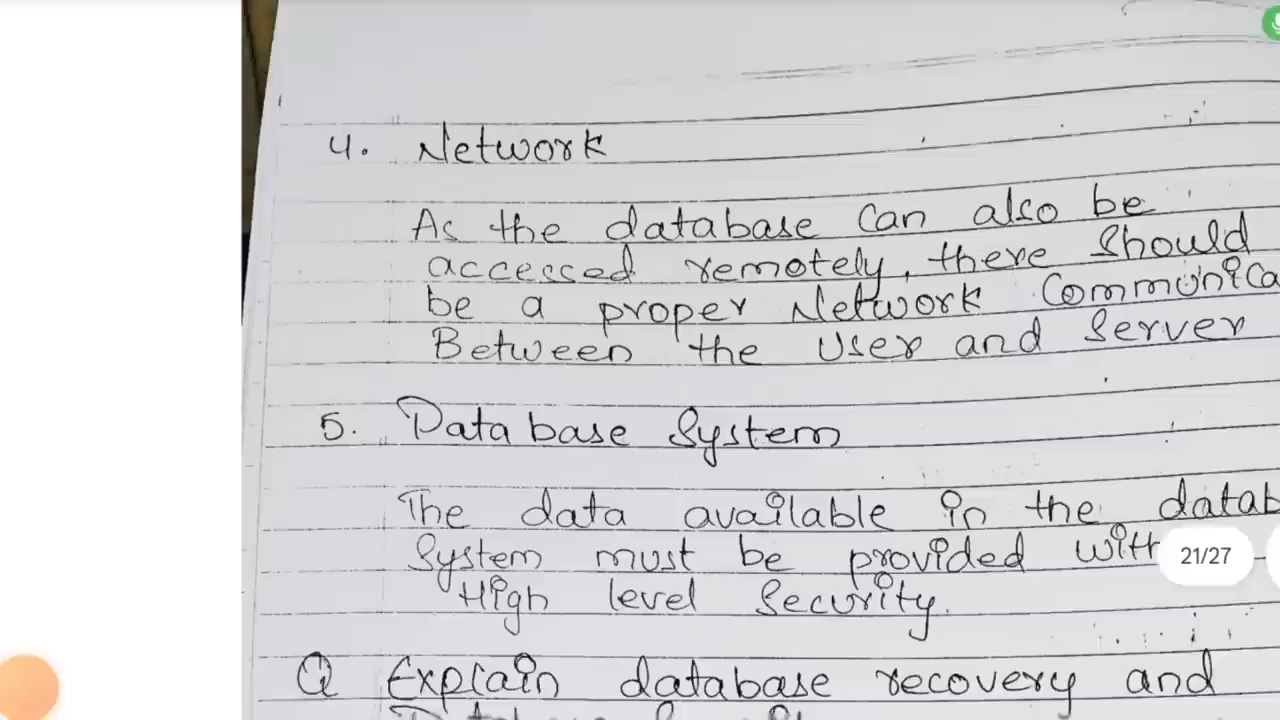 4. Network
As the database can also be
accessed remotely, there should
be a proper Network Communica
Between the User and Server
5. Database System
The data available in the datab
System must be provided with
High level Security.
21/27
Q Explain database recovery and